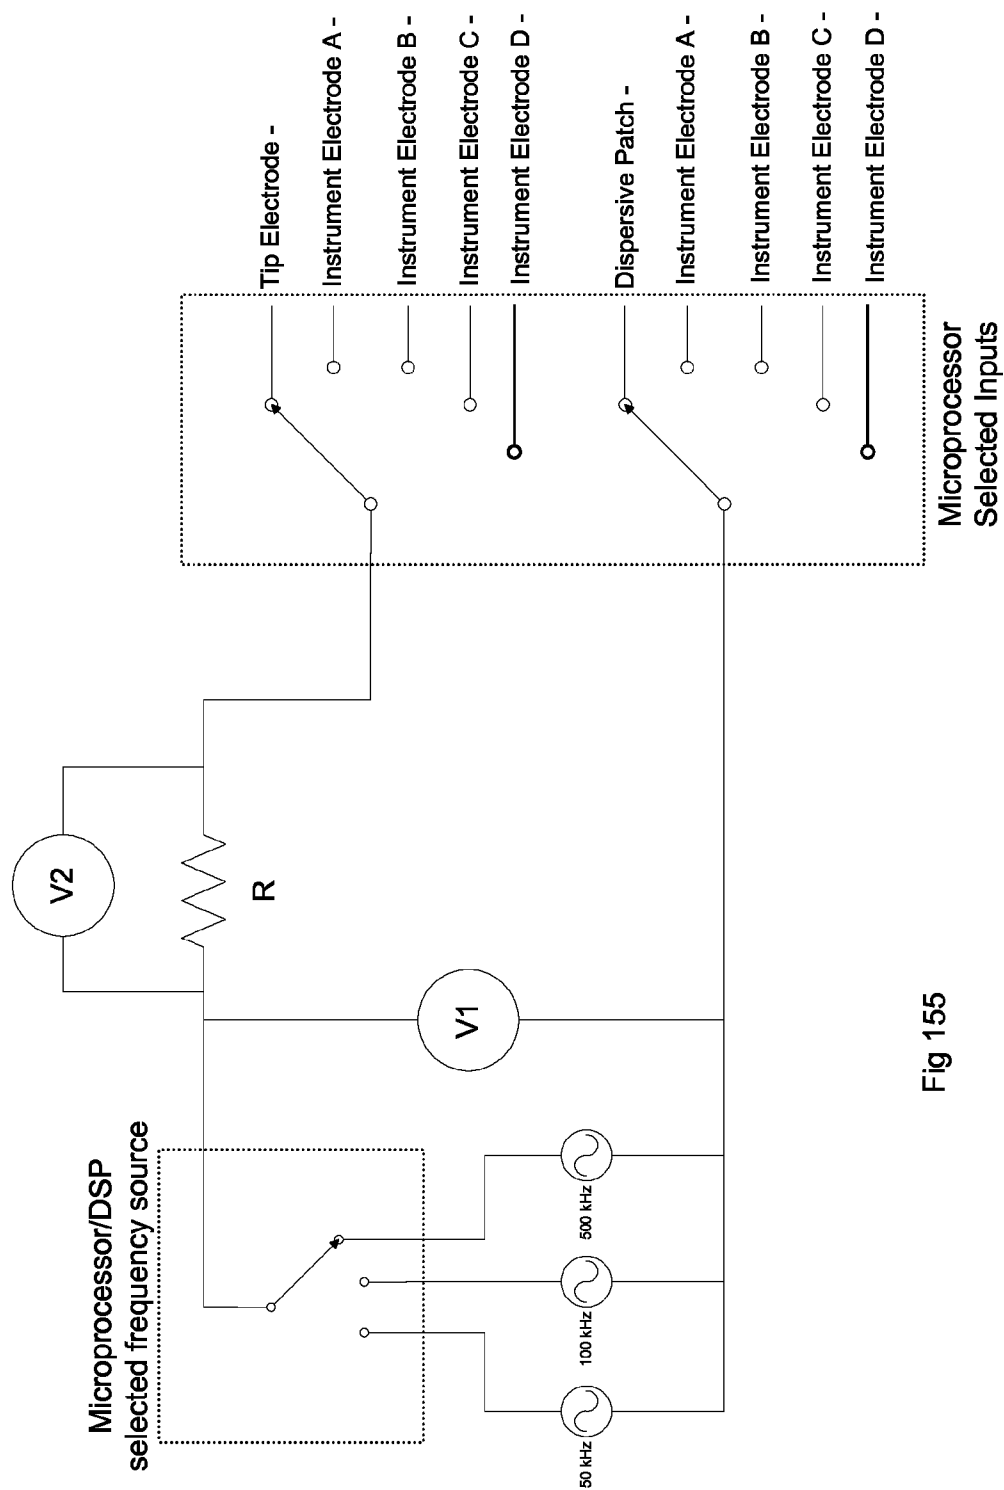 Microprocessor/DSP
selected frequency source
V2
R
V1
50 kHz
100 kHz
500 kHz
Tip Electrode -
Instrument Electrode A -
Instrument Electrode B -
Instrument Electrode C -
Instrument Electrode D -
Dispersive Patch -
Instrument Electrode A -
Instrument Electrode B -
Instrument Electrode C -
Instrument Electrode D -
Microprocessor
Selected Inputs
Fig 155